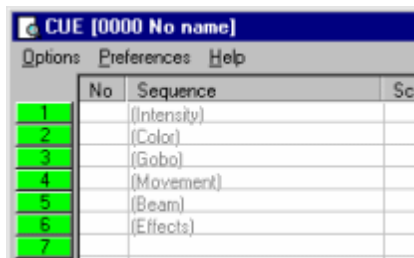 CUE [0000 No name]
Options Preferences Help
No Sequence Sc
1 (Intensity)
2 (Color)
3 (Gobo)
4 (Movement)
5 (Beam)
6 (Effects)
7